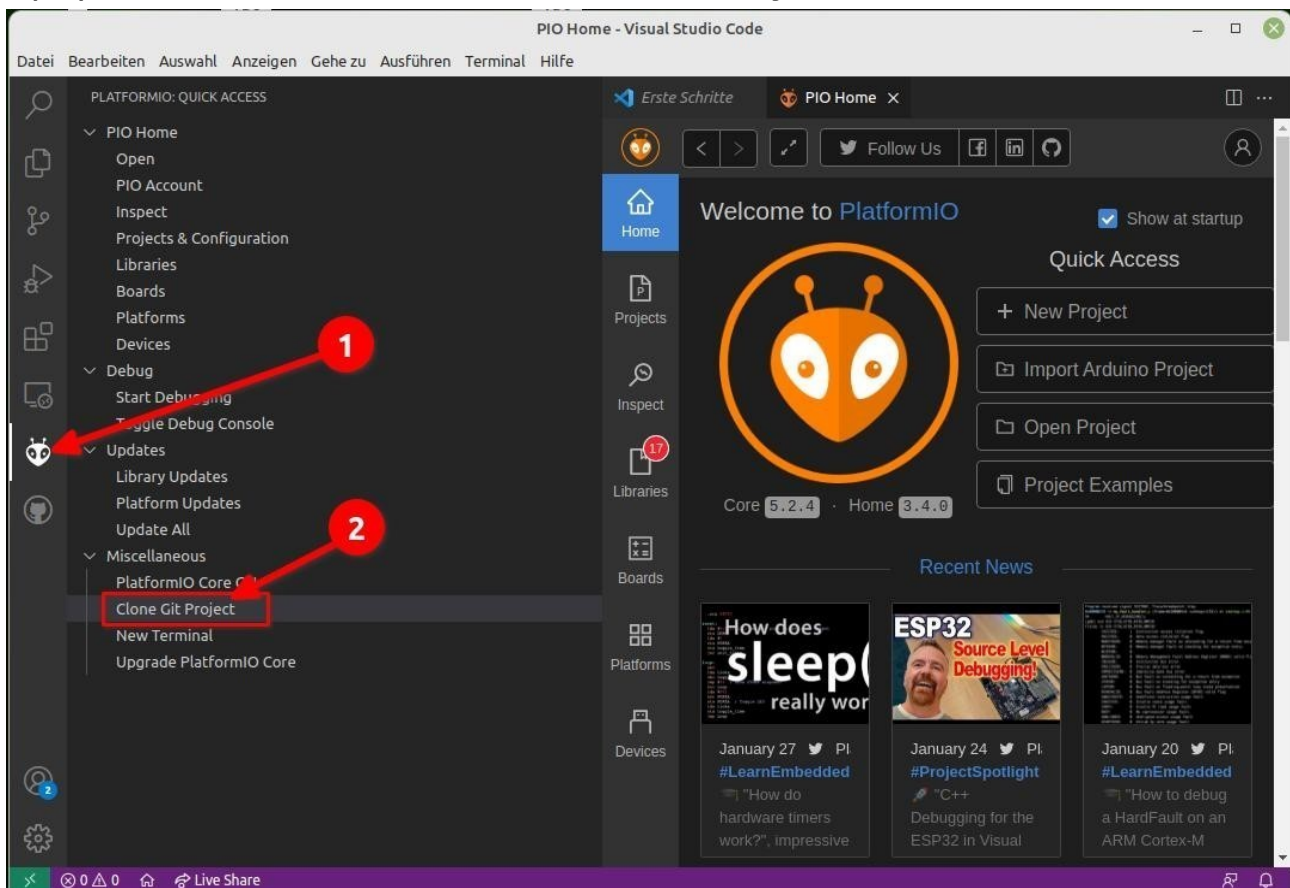 PIO Home - Visual Studio Code
Datei Bearbeiten Auswahl Anzeigen Gehe zu Ausführen Terminal Hilfe
PLATFORMIO: QUICK ACCESS
PIO Home
Open
PIO Account
Inspect
Projects & Configuration
Libraries
Boards
Platforms
Devices
Debug
Start Debugging
Toggle Debug Console
Updates
Library Updates
Platform Updates
Update All
Miscellaneous
PlatformIO Core
Clone Git Project
New Terminal
Upgrade PlatformIO Core
1
2
2
Erste Schritte
PIO Home
Follow Us
Home
Projects
Inspect
17
Libraries
Boards
Platforms
Devices
Welcome to PlatformIO
Show at startup
Quick Access
New Project
Import Arduino Project
Open Project
Project Examples
Core 5.2.4 · Home 3.4.0
Recent News
How does
sleep(
really wor
January 27 Pl
#LearnEmbedded
"How do
hardware timers
work?", impressive
ESP32
Source Level
Debugging!
January 24 Pl
#ProjectSpotlight
"C++
Debugging for the
ESP32 in Visual
January 20 Pl
#LearnEmbedded
"How to debug
a HardFault on an
ARM Cortex-M
0 0 Live Share